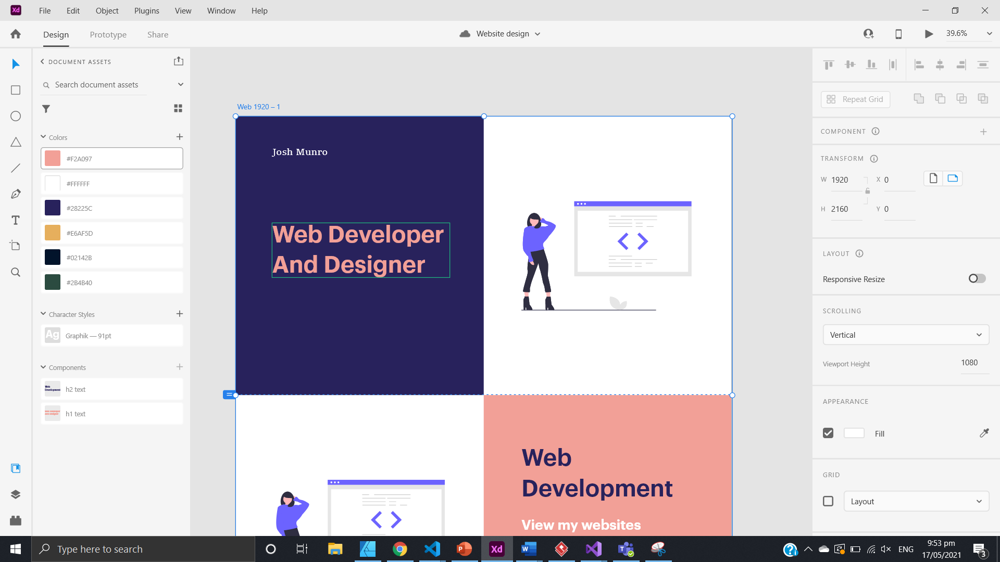 Xd File Edit Object Plugins View Window Help
Design Prototype Share
Website design
39.6%
DOCUMENT ASSETS
Search document assets
Colors
#F2A097
#FFFFFF
#28225C
#E6AF5D
#02142B
#2B4B40
Character Styles
Ag Graphik — 91pt
Components
h2 text
h1 text
Web 1920 – 1
Josh Munro
Web Developer
And Designer
Web
Development
View my websites
Web
Development
Repeat Grid
COMPONENT
TRANSFORM
W 1920 X 0
H 2160 Y 0
LAYOUT
Responsive Resize
SCROLLING
Vertical
Viewport Height 1080
APPEARANCE
Fill
GRID
Layout
Type here to search
Xd
ENG
9:53 pm
17/05/2021
3